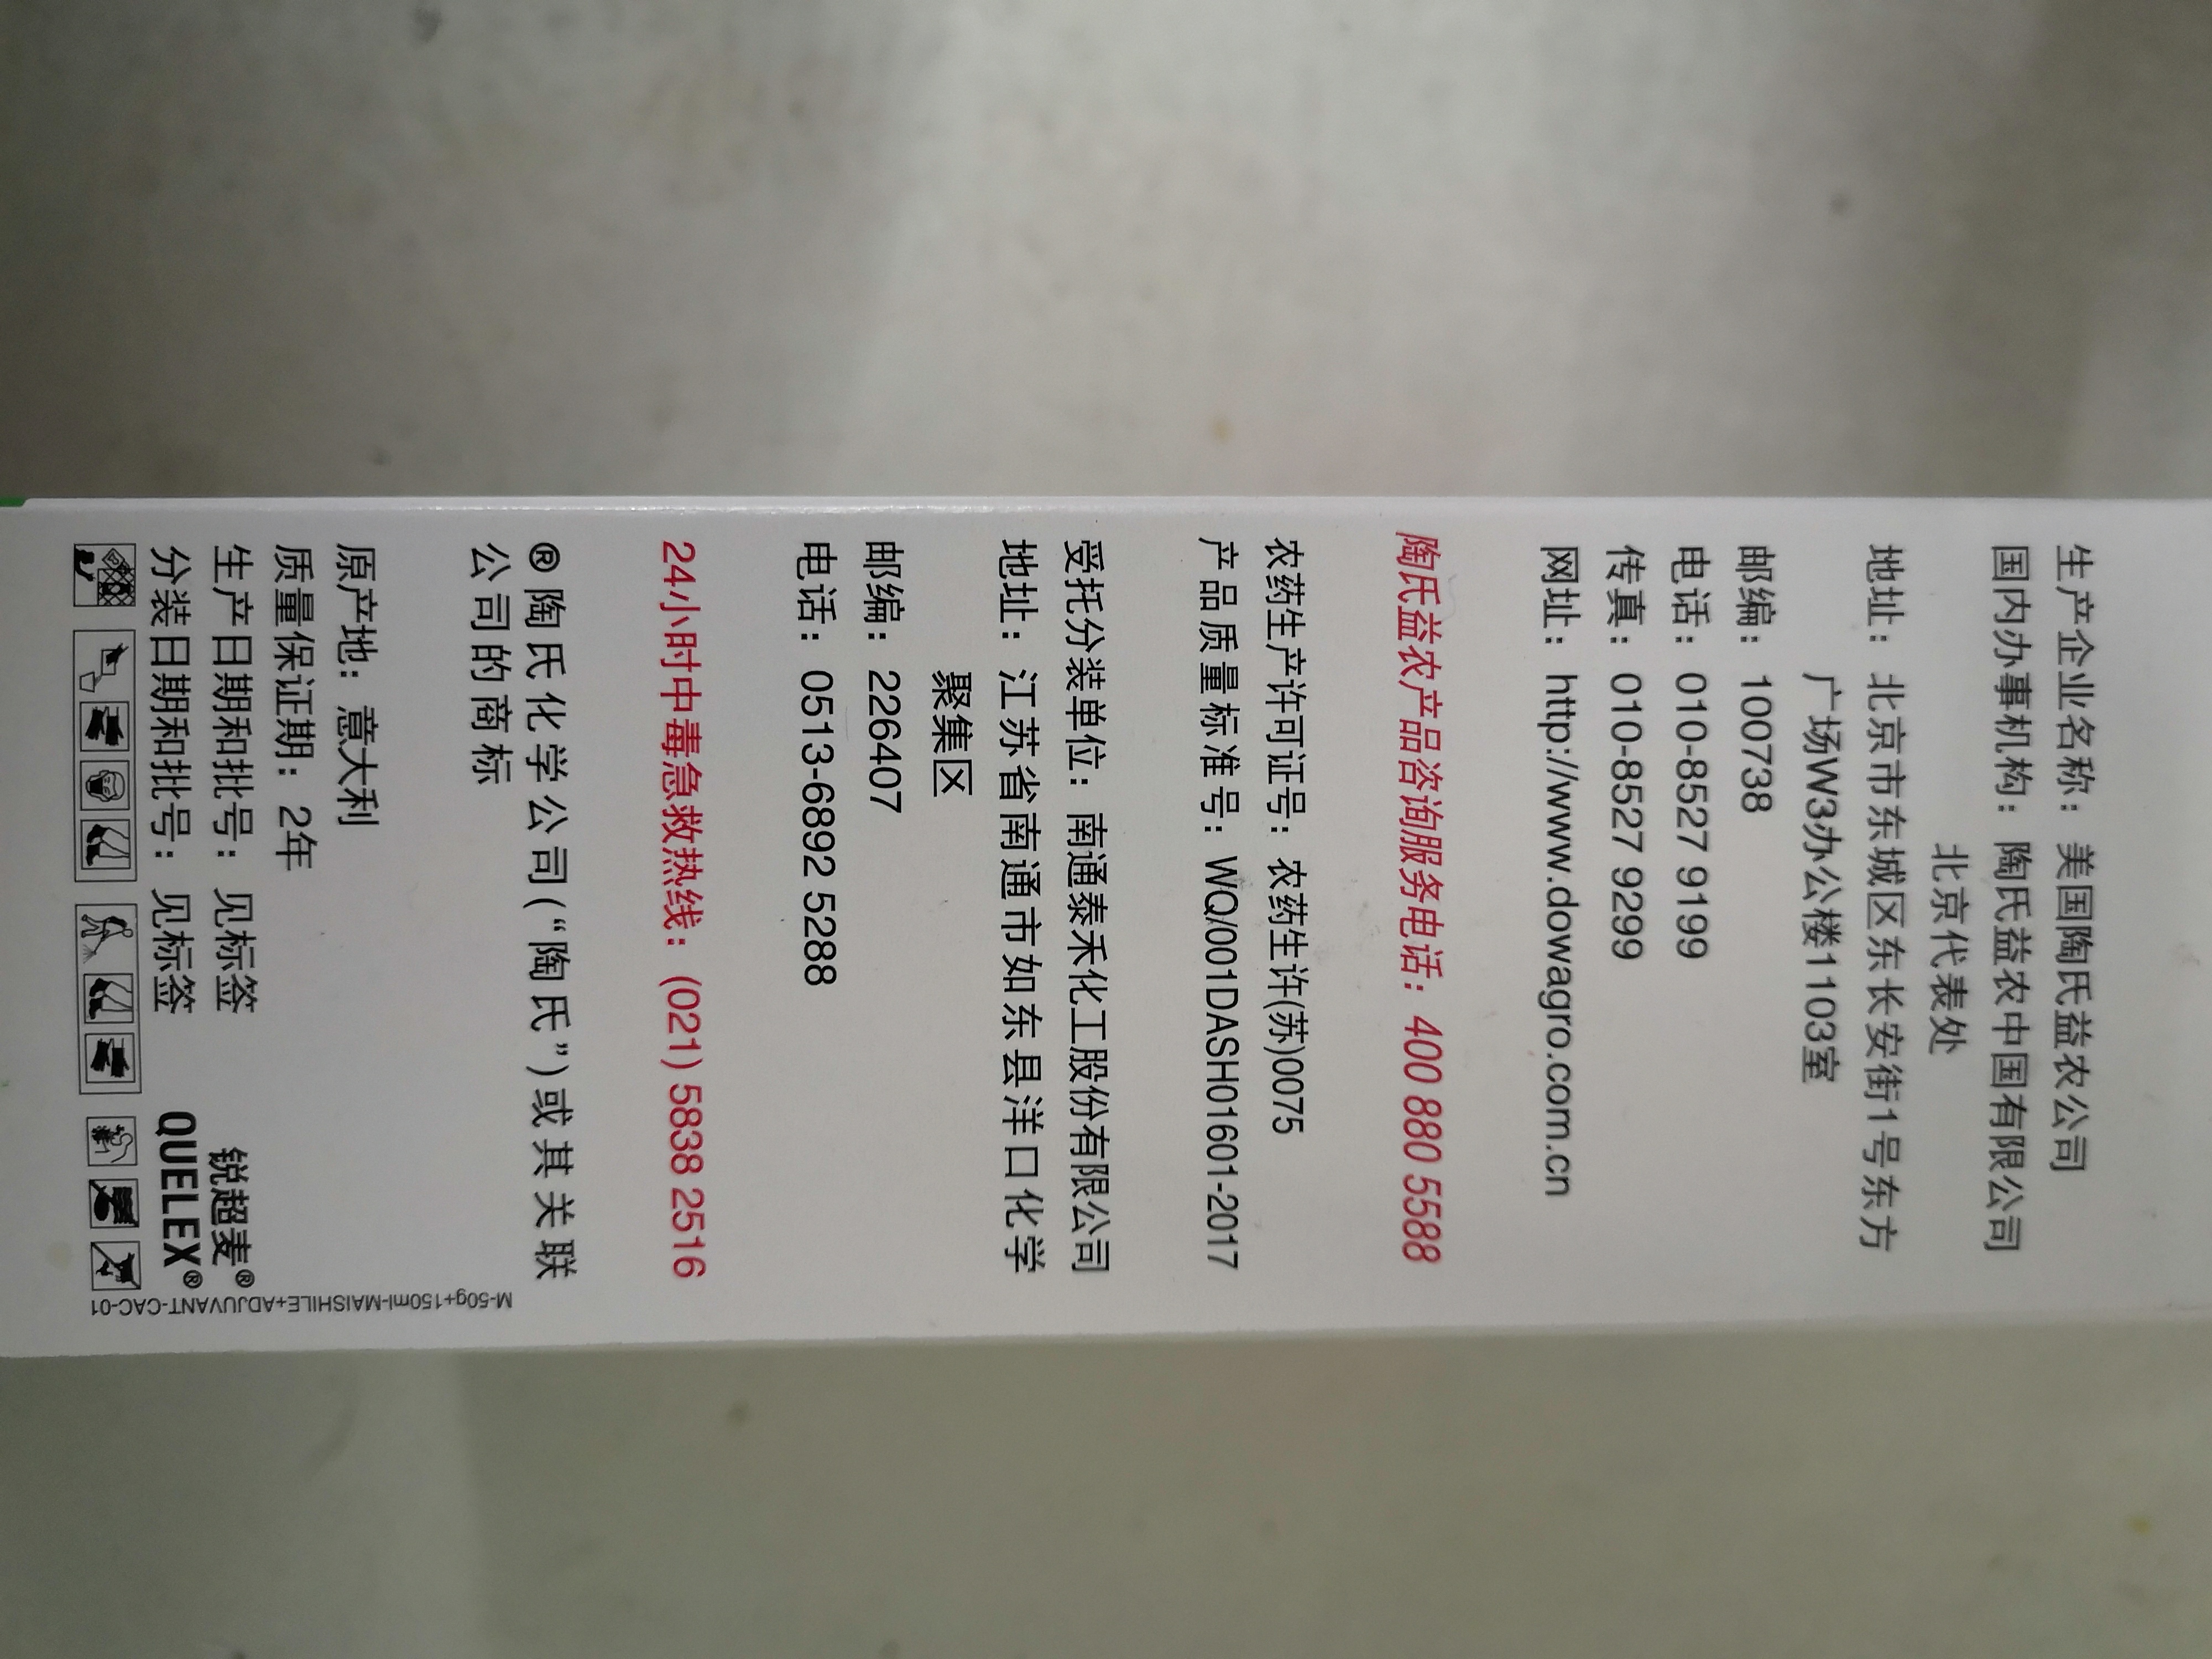 生产企业名称：美国陶氏益农公司
国内办事机构：陶氏益农中国有限公司
北京代表处
地址：北京市东城区东长安街1号东方
广场W3办公楼1103室
邮编：100738
电话：010-8527 9199
传真：010-8527 9299
网址：http://www.dowagro.com.cn
陶氏益农产品咨询服务电话：400 880 5588
农药生产许可证号：农药生许(苏)0075
产品质量标准号：WQ/001DASH01601-2017
受托分装单位：南通泰禾化工股份有限公司
地址：江苏省南通市如东县洋口化学
聚集区
邮编：226407
电话：0513-6892 5288
24小时中毒急救热线：(021) 5838 2516
®陶氏化学公司(“陶氏”)或其关联
公司的商标
原产地：意大利
质量保证期：2年
生产日期和批号：见标签
分装日期和批号：见标签
锐超麦®
QUELEX®
M-50g+150ml-MAISHILE+ADJUVANT-CAC-01